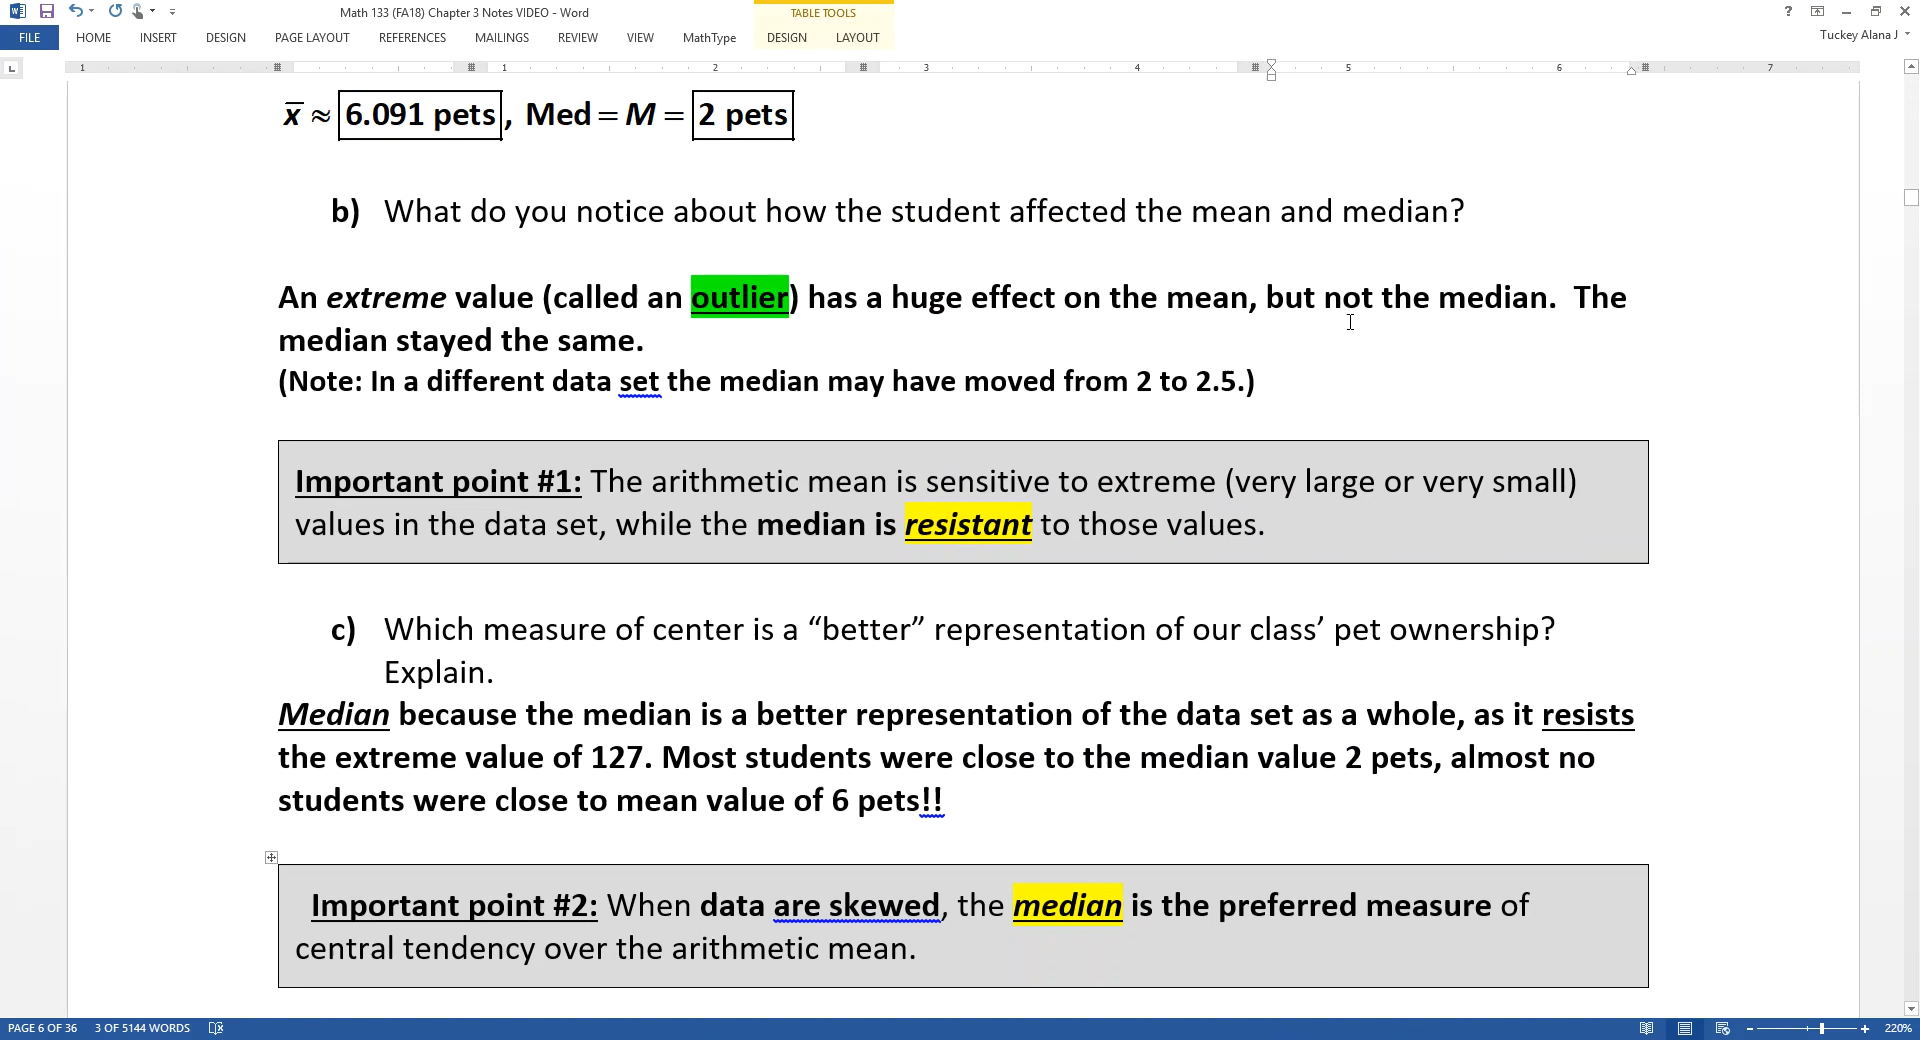 Math 133 (FA18) Chapter 3 Notes VIDEO - Word
TABLE TOOLS
?
FILE HOME INSERT DESIGN PAGE LAYOUT REFERENCES MAILINGS REVIEW VIEW MathType DESIGN LAYOUT
Tuckey Alana J
1 1 2 3 4 5 6 7
x̅ ≈ 6.091 pets, Med = M = 2 pets
b) What do you notice about how the student affected the mean and median?
An extreme value (called an outlier) has a huge effect on the mean, but not the median. The
median stayed the same.
(Note: In a different data set the median may have moved from 2 to 2.5.)
Important point #1: The arithmetic mean is sensitive to extreme (very large or very small)
values in the data set, while the median is resistant to those values.
c) Which measure of center is a “better” representation of our class’ pet ownership?
Explain.
Median because the median is a better representation of the data set as a whole, as it resists
the extreme value of 127. Most students were close to the median value 2 pets, almost no
students were close to mean value of 6 pets!!
Important point #2: When data are skewed, the median is the preferred measure of
central tendency over the arithmetic mean.
PAGE 6 OF 36 3 OF 5144 WORDS 220%